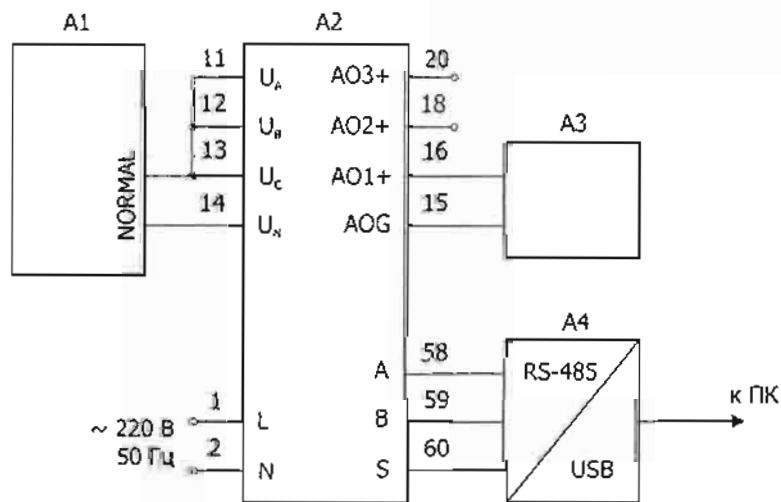 A1
A2
11
20
U_A
AO3+
12
18
U_B
AO2+
A3
13
16
U_C
AO1+
NORMAL
14
15
U_N
AOG
A4
58
A
RS-485
к ПК
1
59
~ 220 В
L
B
2
60
50 Гц
N
S
USB